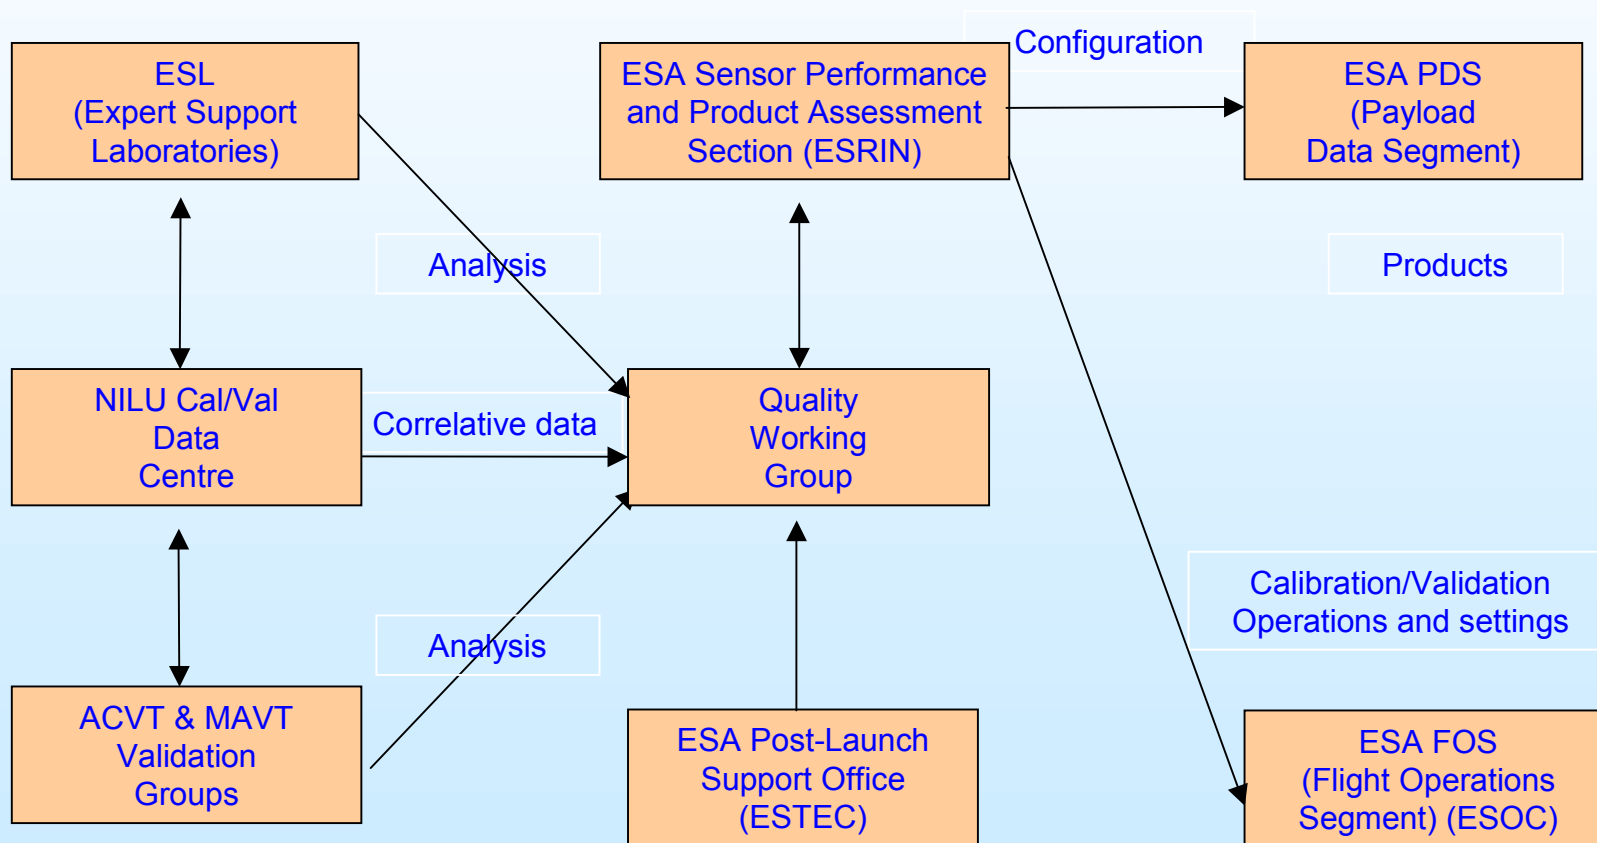 ESL
(Expert Support
Laboratories)
ESA Sensor Performance
and Product Assessment
Section (ESRIN)
Configuration
ESA PDS
(Payload
Data Segment)
Analysis
Products
NILU Cal/Val
Data
Centre
Correlative data
Quality
Working
Group
Calibration/Validation
Operations and settings
Analysis
ACVT & MAVT
Validation
Groups
ESA Post-Launch
Support Office
(ESTEC)
ESA FOS
(Flight Operations
Segment) (ESOC)